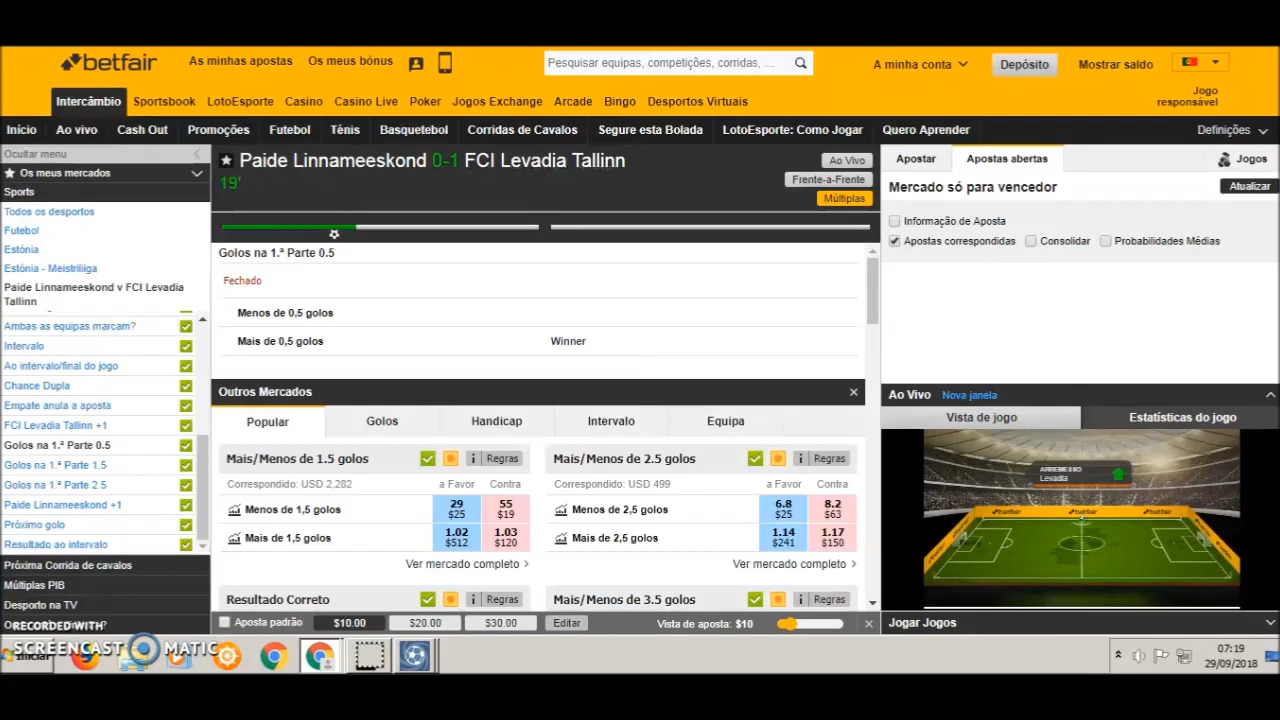 betfair
As minhas apostas
Os meus bónus
Pesquisar equipas, competições, corridas, ...
A minha conta
Depósito
Mostrar saldo
Jogo responsável
Intercâmbio
Sportsbook
LotoEsporte
Casino
Casino Live
Poker
Jogos Exchange
Arcade
Bingo
Desportos Virtuais
Início
Ao vivo
Cash Out
Promoções
Futebol
Ténis
Basquetebol
Corridas de Cavalos
Segure esta Bolada
LotoEsporte: Como Jogar
Quero Aprender
Definições
Ocultar menu
Os meus mercados
Sports
Todos os desportos
Futebol
Estónia
Estónia - Meistriliiga
Paide Linnameeskond v FCI Levadia
Tallinn
Ambas as equipas marcam?
Intervalo
Ao intervalo/final do jogo
Chance Dupla
Empate anula a aposta
FCI Levadia Tallinn +1
Golos na 1.ª Parte 0.5
Golos na 1.ª Parte 1.5
Golos na 1.ª Parte 2.5
Paide Linnameeskond +1
Próximo golo
Resultado ao intervalo
Próxima Corrida de cavalos
Múltiplas PIB
Desporto na TV
Paide Linnameeskond 0-1 FCI Levadia Tallinn
19'
Ao Vivo
Frente-a-Frente
Múltiplas
Golos na 1.ª Parte 0.5
Fechado
Menos de 0,5 golos
Mais de 0,5 golos Winner
Outros Mercados
Popular Golos Handicap Intervalo Equipa
Mais/Menos de 1.5 golos i Regras
Correspondido: USD 2,282 a Favor Contra
Menos de 1,5 golos 29 55
$25 $19
Mais de 1,5 golos 1.02 1.03
$512 $120
Ver mercado completo
Mais/Menos de 2.5 golos i Regras
Correspondido: USD 499 a Favor Contra
Menos de 2,5 golos 6.8 8.2
$25 $63
Mais de 2,5 golos 1.14 1.17
$241 $150
Ver mercado completo
Resultado Correto i Regras
Mais/Menos de 3.5 golos i Regras
Aposta padrão $10.00 $20.00 $30.00 Editar
Vista de aposta: $10
Apostar
Apostas abertas
Jogos
Mercado só para vencedor
Atualizar
Informação de Aposta
Apostas correspondidas Consolidar Probabilidades Médias
Ao Vivo Nova janela
Vista de jogo Estatísticas do jogo
ARREMESSO
Levadia
betfair betfair betfair
Jogar Jogos
RECORDED WITH
SCREENCAST MATIC
Iniciar
07:19
29/09/2018